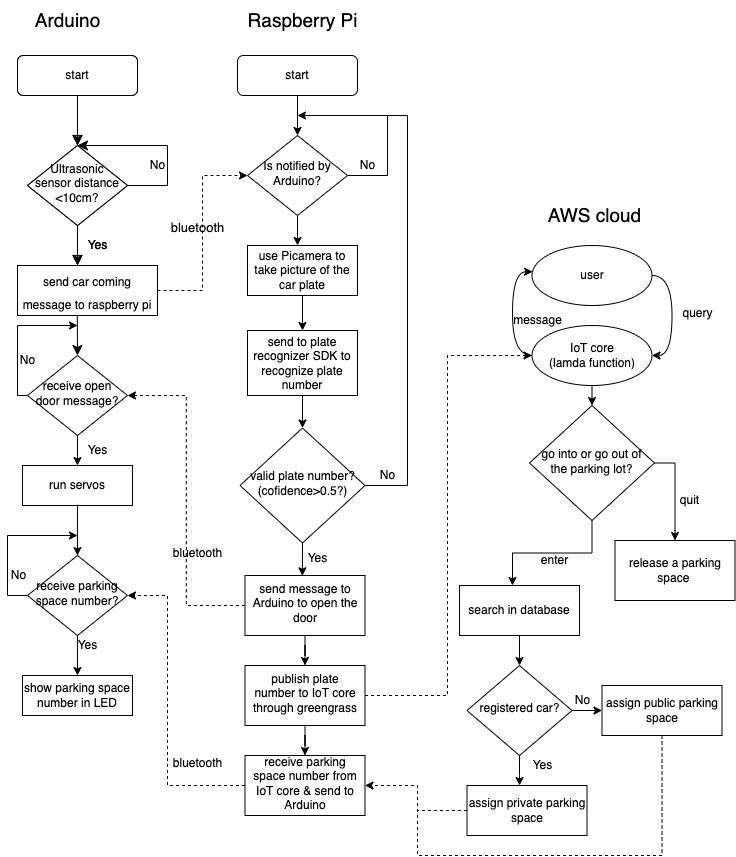 Arduino
start
Ultrasonic
sensor distance
<10cm?
No
Yes
send car coming
message to raspberry pi
No
receive open
door message?
Yes
run servos
No
receive parking
space number?
Yes
show parking space
number in LED
bluetooth
bluetooth
bluetooth
Raspberry Pi
start
Is notified by
Arduino?
No
use Picamera to
take picture of the
car plate
send to plate
recognizer SDK to
recognize plate
number
valid plate number?
(cofidence>0.5?)
No
Yes
send message to
Arduino to open the
door
publish plate
number to IoT core
through greengrass
receive parking
space number from
IoT core & send to
Arduino
AWS cloud
user
message
query
IoT core
(lamda function)
go into or go out of
the parking lot?
quit
enter
release a parking
space
search in database
registered car?
No
assign public parking
space
Yes
assign private parking
space